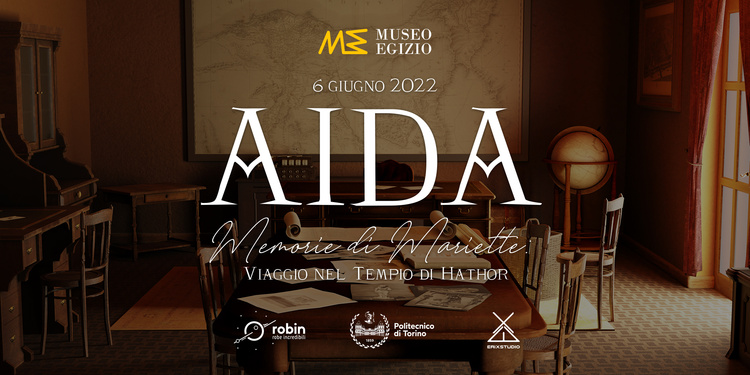 MUSEO
EGIZIO
6 GIUGNO 2022
AIDA
Memorie di Mariette:
VIAGGIO NEL TEMPIO DI HATHOR
robin
robe incredibili
Politecnico
di Torino
1859
ERIXSTUDIO